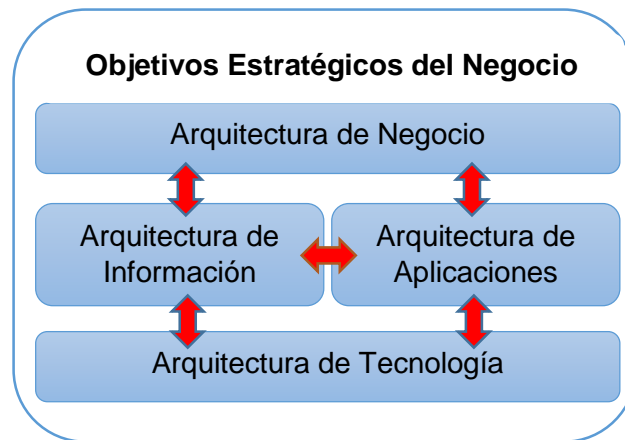 Objetivos Estratégicos del Negocio
Arquitectura de Negocio
Arquitectura de
Información
Arquitectura de
Aplicaciones
Arquitectura de Tecnología